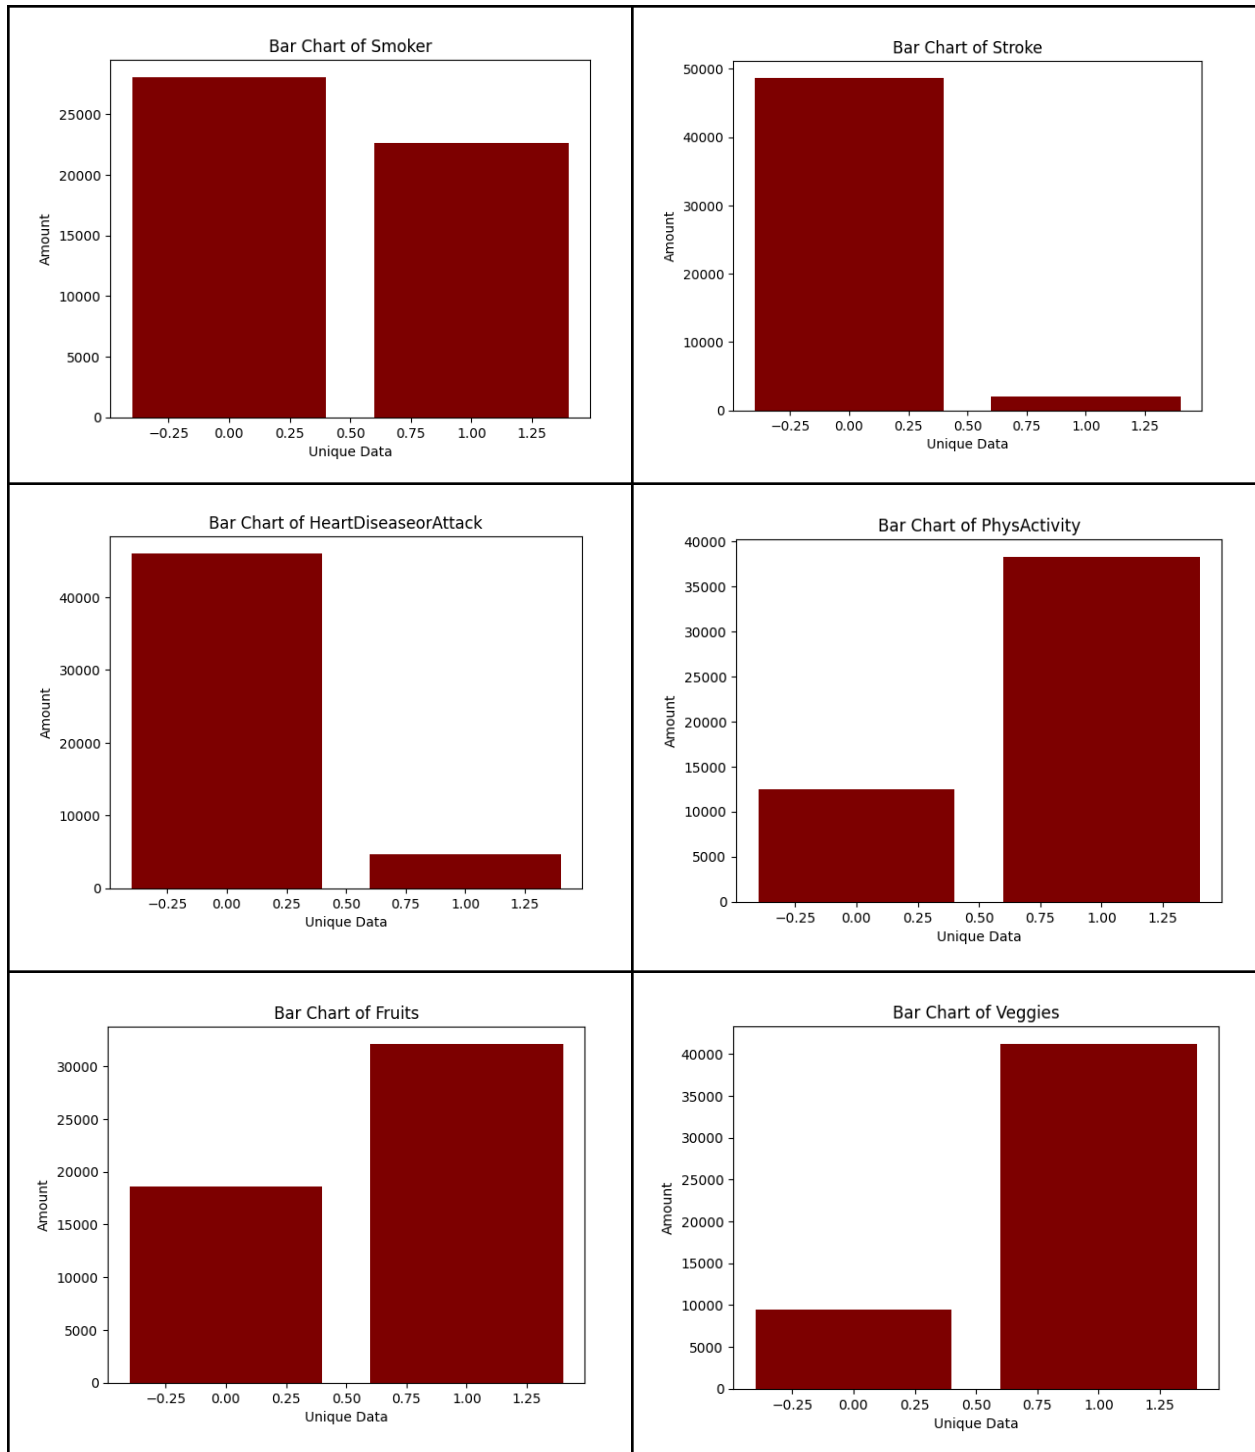 Bar Chart of Smoker
25000
20000
15000
10000
5000
0
Amount
−0.25 0.00 0.25 0.50 0.75 1.00 1.25
Unique Data
Bar Chart of Stroke
50000
40000
30000
20000
10000
0
Amount
−0.25 0.00 0.25 0.50 0.75 1.00 1.25
Unique Data
Bar Chart of HeartDiseaseorAttack
40000
30000
20000
10000
0
Amount
−0.25 0.00 0.25 0.50 0.75 1.00 1.25
Unique Data
Bar Chart of PhysActivity
40000
35000
30000
25000
20000
15000
10000
5000
0
Amount
−0.25 0.00 0.25 0.50 0.75 1.00 1.25
Unique Data
Bar Chart of Fruits
30000
25000
20000
15000
10000
5000
0
Amount
−0.25 0.00 0.25 0.50 0.75 1.00 1.25
Unique Data
Bar Chart of Veggies
40000
35000
30000
25000
20000
15000
10000
5000
0
Amount
−0.25 0.00 0.25 0.50 0.75 1.00 1.25
Unique Data